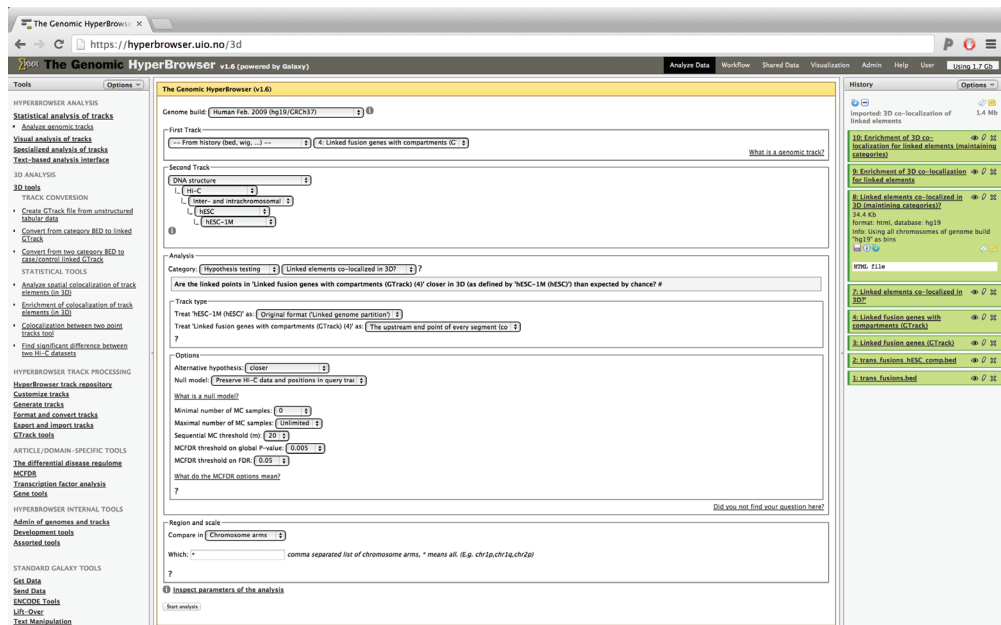 The Genomic HyperBrowse
https://hyperbrowser.uio.no/3d
The Genomic HyperBrowser v1.6 (powered by Galaxy)
Analyze Data Workflow Shared Data Visualization Admin Help User Using 1.7 Gb
Tools Options
HYPERBROWSER ANALYSIS
Statistical analysis of tracks
Analyze genomic tracks
Visual analysis of tracks
Specialized analysis of tracks
Text-based analysis interface
3D ANALYSIS
3D tools
TRACK CONVERSION
Create GTrack file from unstructured
tabular data
Convert from category BED to linked
GTrack
Convert from two category BED to
case/control linked GTrack
STATISTICAL TOOLS
Analyze spatial colocalization of track
elements (in 3D)
Enrichment of colocalization of track
elements (in 3D)
Colocalization between two point
tracks tool
Find significant difference between
two Hi-C datasets
HYPERBROWSER TRACK PROCESSING
HyperBrowser track repository
Customize tracks
Generate tracks
Format and convert tracks
Export and import tracks
GTrack tools
ARTICLE/DOMAIN-SPECIFIC TOOLS
The differential disease regulome
MCFDR
Transcription factor analysis
Gene tools
HYPERBROWSER INTERNAL TOOLS
Admin of genomes and tracks
Development tools
Assorted tools
STANDARD GALAXY TOOLS
Get Data
Send Data
ENCODE Tools
Lift-Over
Text Manipulation
The Genomic HyperBrowser (v1.6)
Genome build: Human Feb. 2009 (hg19/GRCh37)
First Track
-- From history (bed, wig, ...) -- 4: Linked fusion genes with compartments (G
What is a genomic track?
Second Track
DNA structure
Hi-C
Inter- and intrachromosomal
hESC
hESC-1M
Analysis
Category: Hypothesis testing Linked elements co-localized in 3D? ?
Are the linked points in 'Linked fusion genes with compartments (GTrack) (4)' closer in 3D (as defined by 'hESC-1M (hESC)') than expected by chance? #
Track type
Treat 'hESC-1M (hESC)' as: Original format ('Linked genome partition')
Treat 'Linked fusion genes with compartments (GTrack) (4)' as: The upstream end point of every segment (co
?
Options
Alternative hypothesis: closer
Null model: Preserve Hi-C data and positions in query trac
What is a null model?
Minimal number of MC samples: 0
Maximal number of MC samples: Unlimited
Sequential MC threshold (m): 20
MCFDR threshold on global P-value: 0.005
MCFDR threshold on FDR: 0.05
What do the MCFDR options mean?
?
Did you not find your question here?
Region and scale
Compare in Chromosome arms
Which: * comma separated list of chromosome arms, * means all. (E.g. chr1p,chr1q,chr2p)
?
Inspect parameters of the analysis
Start analysis
History Options
Imported: 3D co-localization of
linked elements
1.4 Mb
10: Enrichment of 3D co-
localization for linked elements (maintaining
categories)
9: Enrichment of 3D co-localization
for linked elements
8: Linked elements co-localized in
3D (maintining categories)?
34.4 Kb
format: html, database: hg19
Info: Using all chromosomes of genome build
"hg19" as bins
HTML file
7: Linked elements co-localized in
3D?
4: Linked fusion genes with
compartments (GTrack)
3: Linked fusion genes (GTrack)
2: trans_fusions_hESC_comp.bed
1: trans_fusions.bed